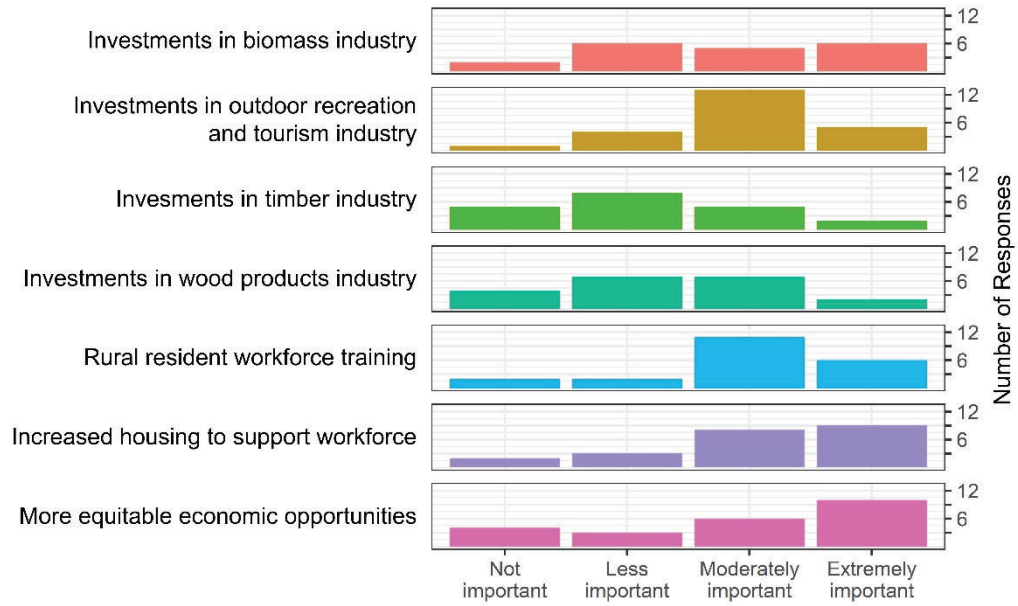 Investments in biomass industry
12
6
Investments in outdoor recreation
and tourism industry
12
6
Invesments in timber industry
12
6
Investments in wood products industry
12
6
Rural resident workforce training
12
6
Increased housing to support workforce
12
6
More equitable economic opportunities
12
6
Number of Responses
Not
important
Less
important
Moderately
important
Extremely
important